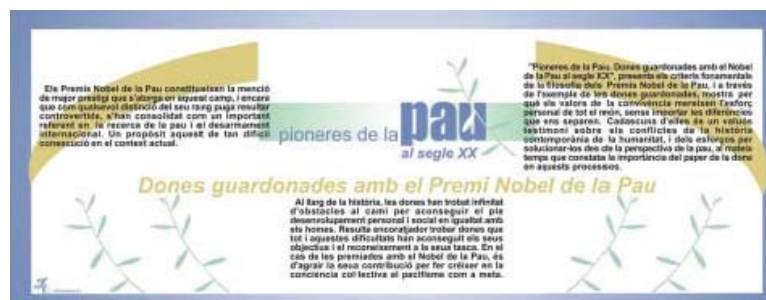 Els Premis Nobel de la Pau constitueixen la menció
de major prestigi que s'atorga en aquest camp, i encara
que com qualsevol distinció del seu rang puga resultar
controvertida, s'han consolidat com un important
referent en la recerca de la pau i el desarmament
internacional. Un propòsit aquest de tan difícil
consecució en el context actual.
pioneres de la pau
al segle XX
"Pioneres de la Pau. Dones guardonades amb el Nobel
de la Pau al segle XX", presenta els criteris fonamentals
de la filosofia dels Premis Nobel de la Pau, i a través
de l'exemple de les dones guardonades, mostra per
què els valors de la convivència mereixen l'esforç
personal de tot el món, sense importar les diferències
que ens separen. Cadascuna d'elles és un valuós
testimoni sobre els conflictes de la història
contemporània de la humanitat, i dels esforços per
solucionar-los des de la perspectiva de la pau, al mateix
temps que constata la importància del paper de la dona
en aquests processos.
Dones guardonades amb el Premi Nobel de la Pau
Al llarg de la història, les dones han trobat infinitat
d'obstacles al camí per aconseguir el ple
desenvolupament personal i social en igualtat amb
els homes. Resulta encoratjador trobar dones que
tot i aquestes dificultats han aconseguit els seus
objectius i el reconeixement a la seua tasca. En el
cas de les premiades amb el Nobel de la Pau, és
d'agrair la seua contribució per fer créixer en la
conciència col·lectiva el pacifisme com a meta.